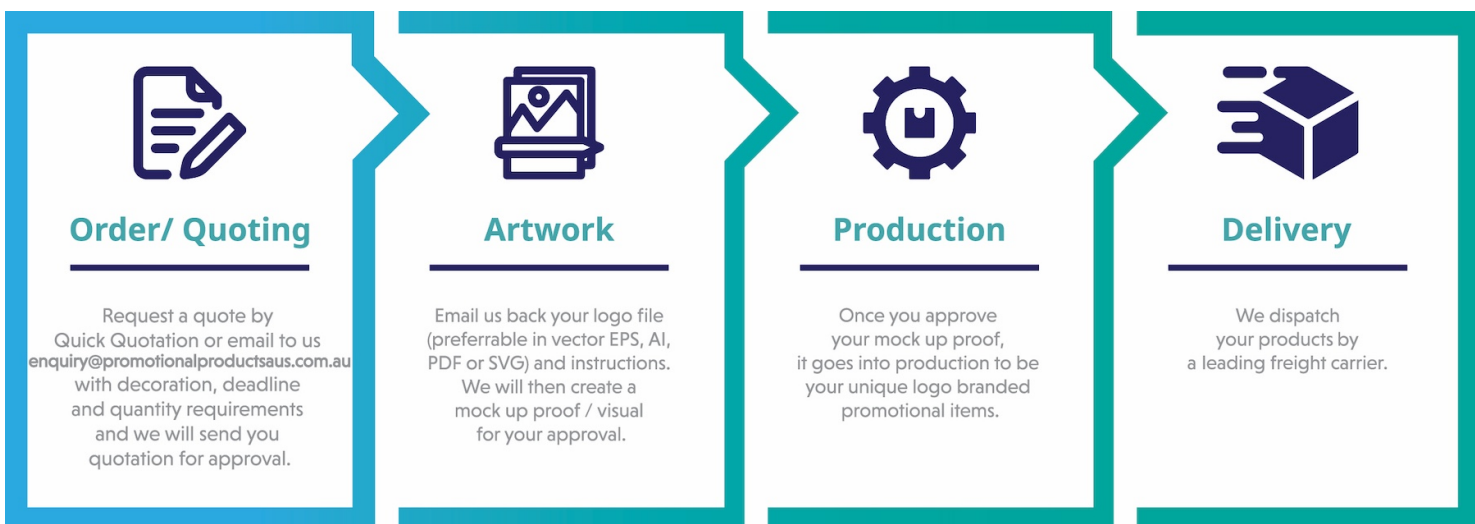 Order/ Quoting
Request a quote by
Quick Quotation or email to us
enquiry@promotionalproductsaus.com.au
with decoration, deadline
and quantity requirements
and we will send you
quotation for approval.
Artwork
Email us back your logo file
(preferrable in vector EPS, AI,
PDF or SVG) and instructions.
We will then create a
mock up proof / visual
for your approval.
Production
Once you approve
your mock up proof,
it goes into production to be
your unique logo branded
promotional items.
Delivery
We dispatch
your products by
a leading freight carrier.